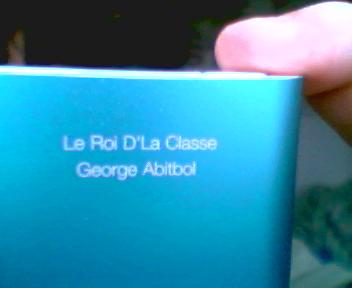 Le Roi D'La Classe
George Abitbol